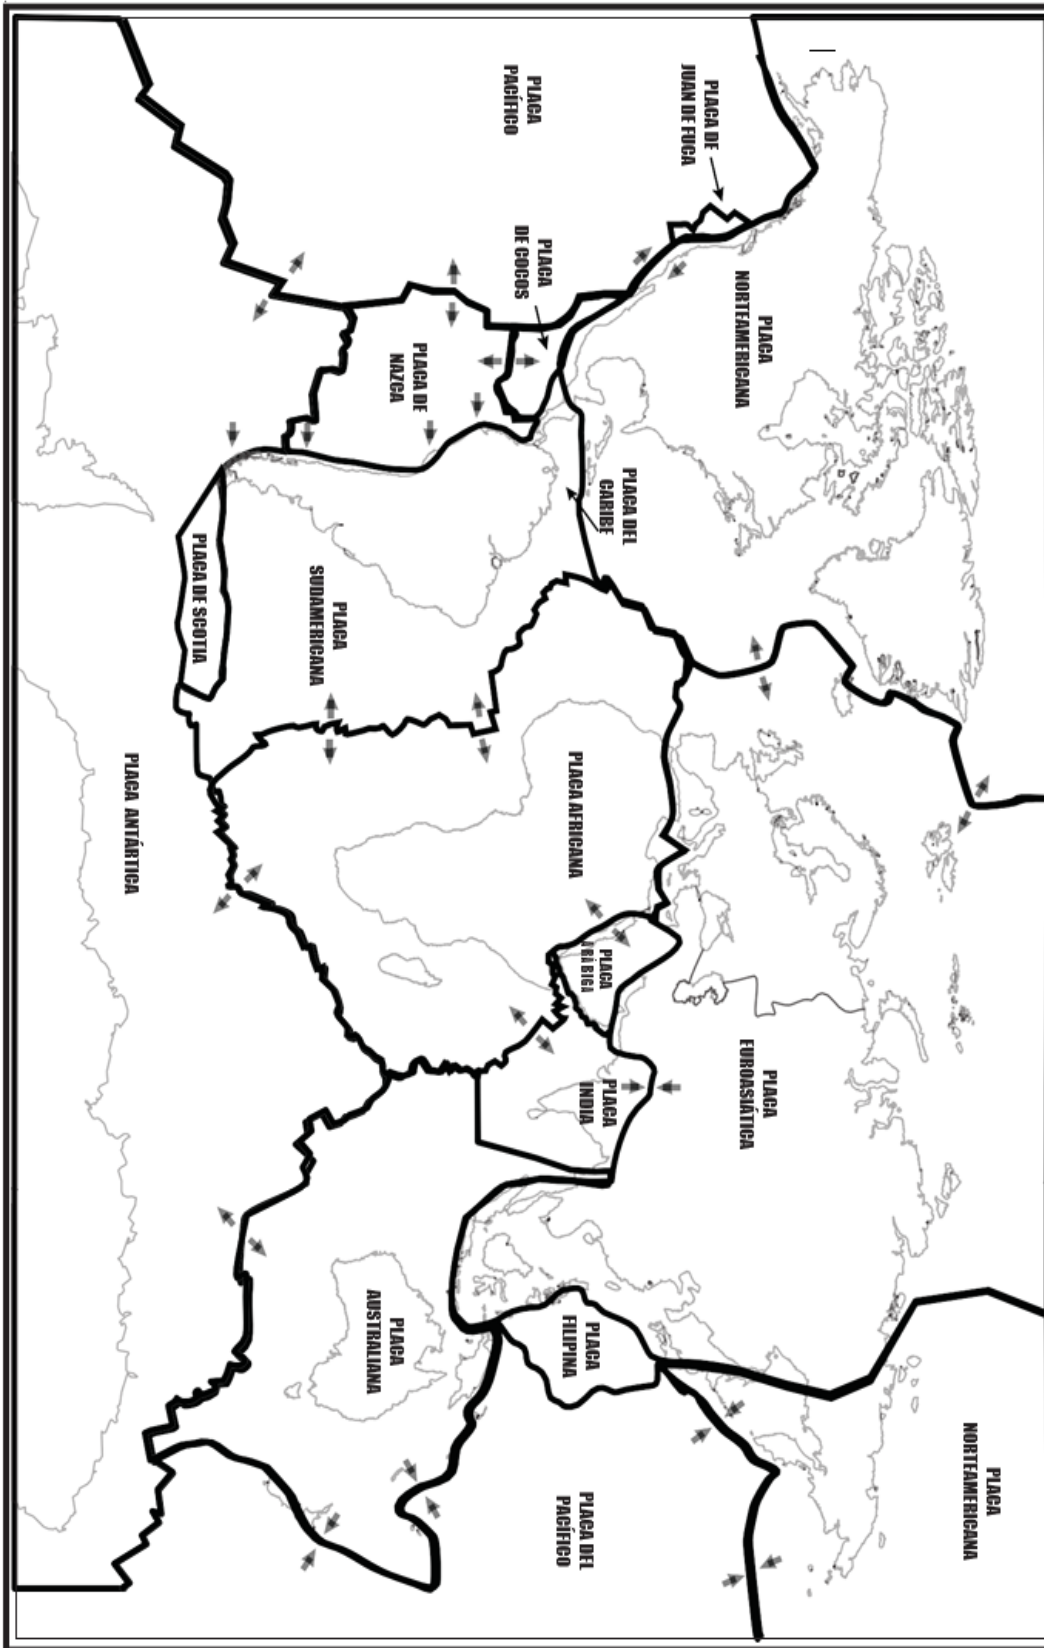 PLACA
PACÍFICO
PLACA DE
JUAN DE FUCA
PLACA
DE COCOS
PLACA
NORTEAMERICANA
PLACA DE
NAZCA
PLACA DEL
CARIBE
PLACA DE SCOTIA
PLACA
SUDAMERICANA
PLACA ANTÁRTICA
PLACA AFRICANA
PLACA
ARÁBIGA
PLACA
INDIA
PLACA
EUROASIÁTICA
PLACA
AUSTRALIANA
PLACA
FILIPINA
PLACA DEL
PACÍFICO
PLACA
NORTEAMERICANA